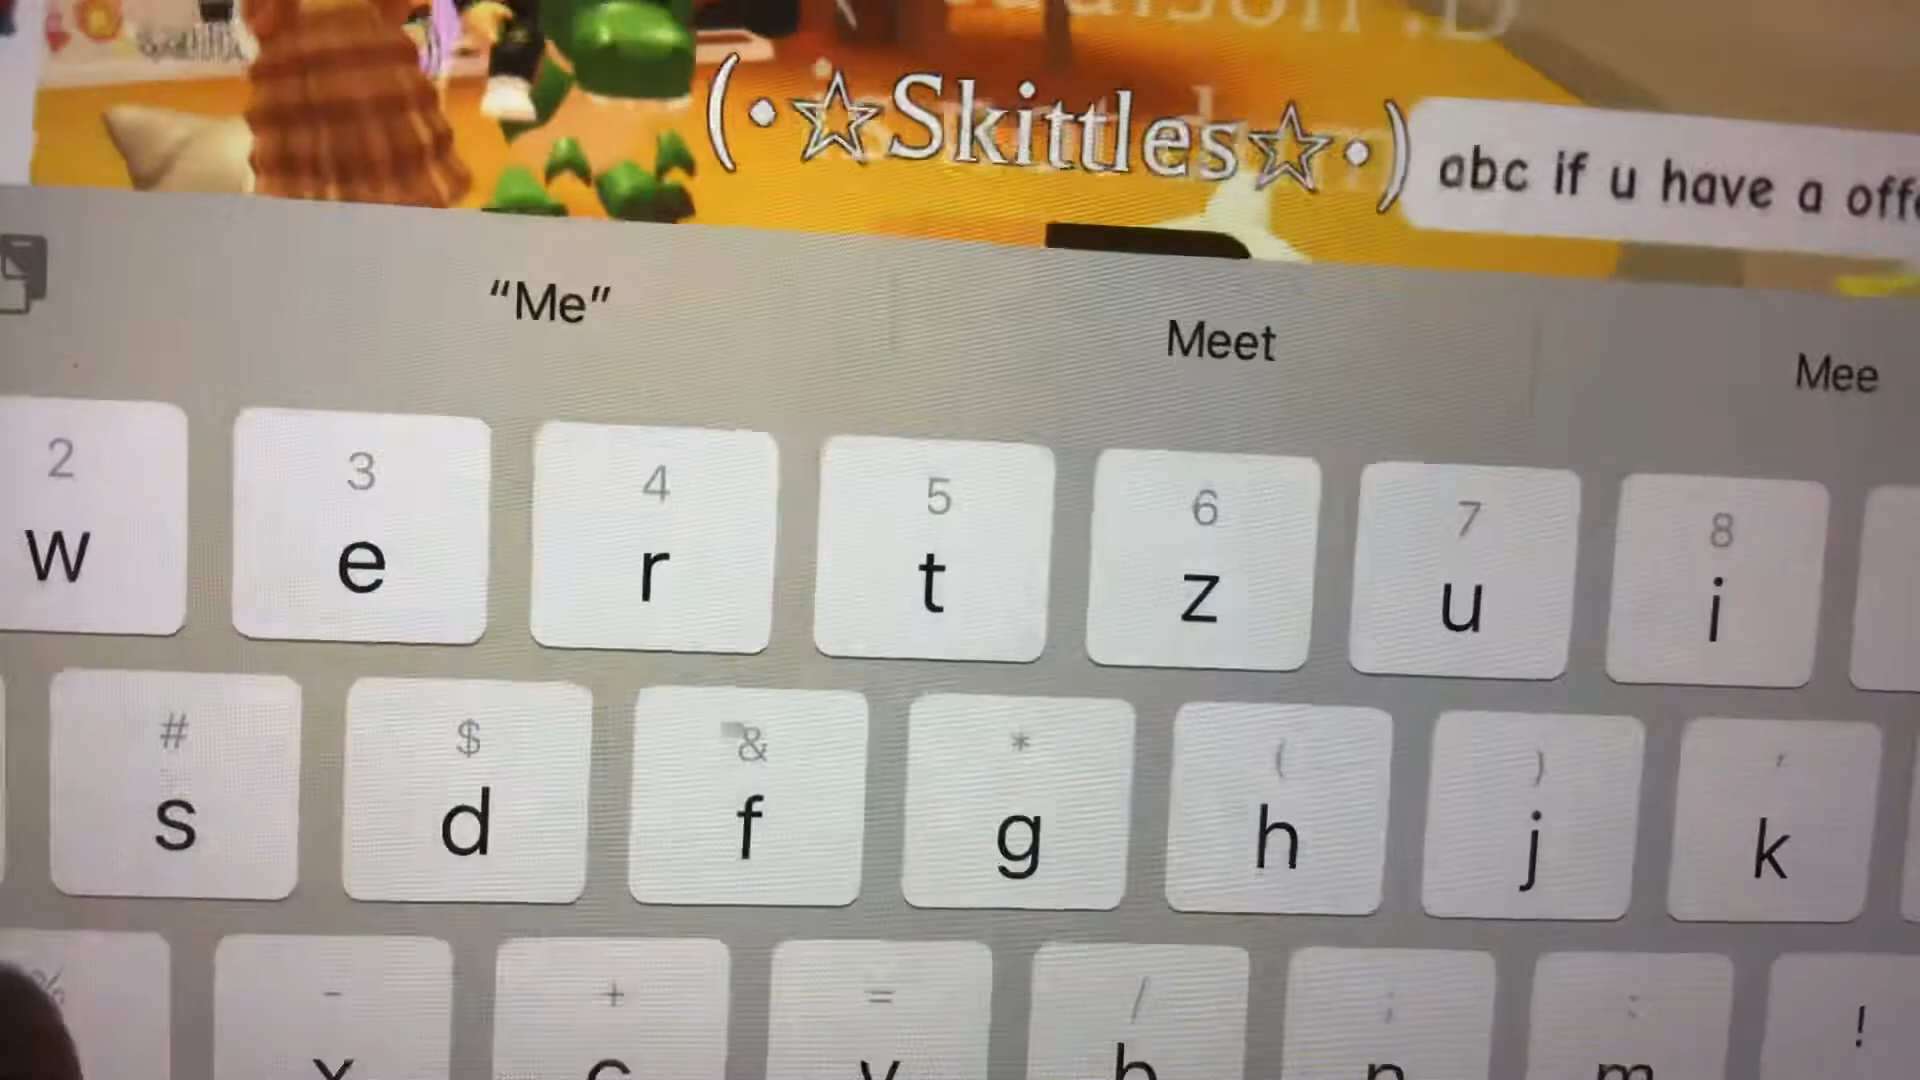 (·☆Skittles☆·)
abc if u have a
"Me" Meet Mee
2 3 4 5 6 7 8
w e r t z u i
# $ & * ( ) '
s d f g h j k
% - + = / ; : !
x c v b n m